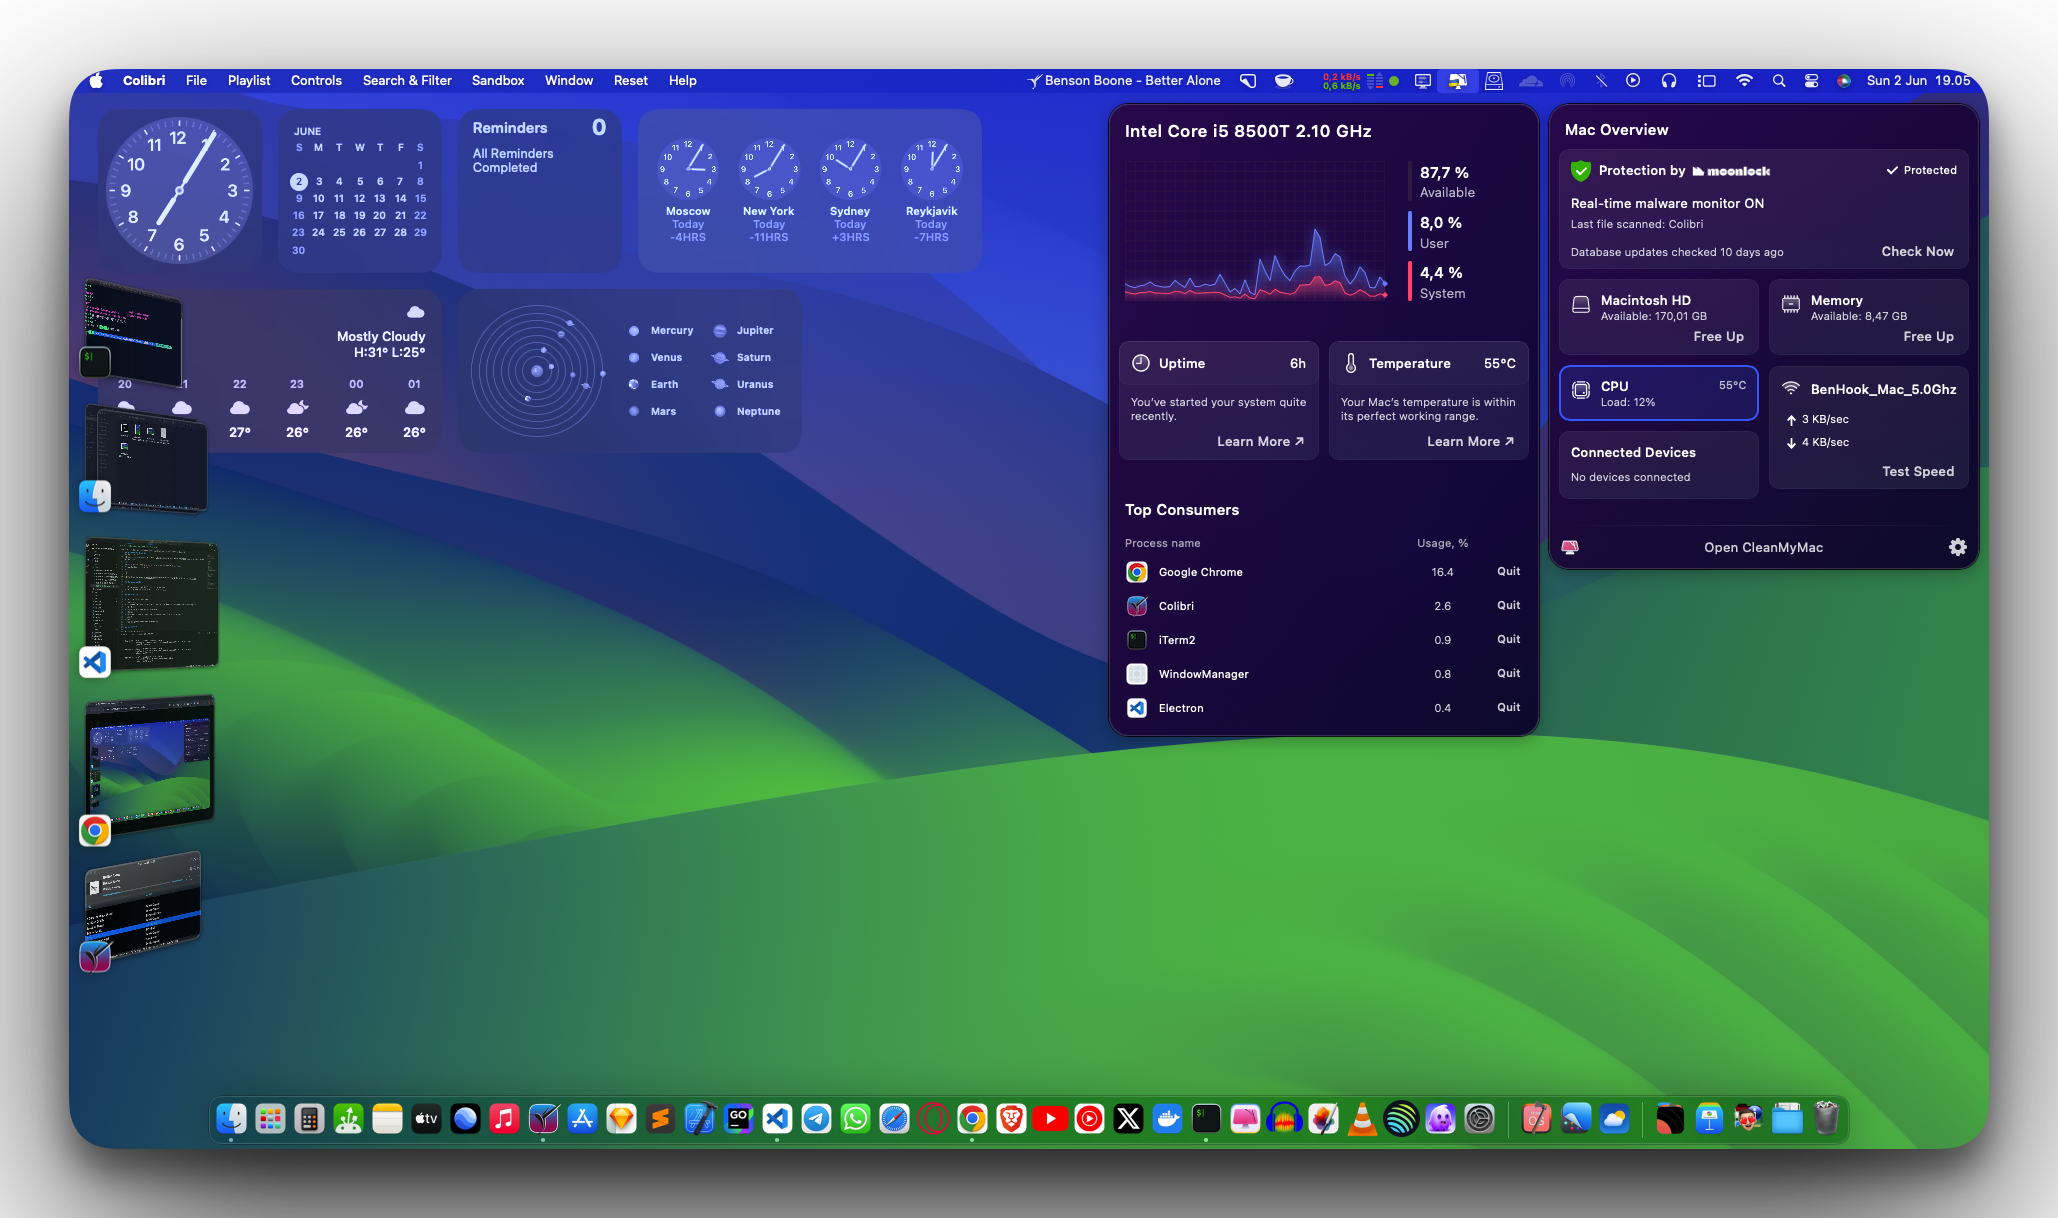 Colibri File Playlist Controls Search & Filter Sandbox Window Reset Help
Benson Boone - Better Alone
0,2 kB/s
0,6 kB/s
Sun 2 Jun 19.05
12
1
2
3
4
5
6
7
8
9
10
11
JUNE
S M T W T F S
1
2 3 4 5 6 7 8
9 10 11 12 13 14 15
16 17 18 19 20 21 22
23 24 25 26 27 28 29
30
Reminders 0
All Reminders
Completed
Moscow
Today
-4HRS
New York
Today
-11HRS
Sydney
Today
+3HRS
Reykjavik
Today
-7HRS
Mostly Cloudy
H:31° L:25°
20 22 23 00 01
27° 26° 26° 26°
Mercury Jupiter
Venus Saturn
Earth Uranus
Mars Neptune
Intel Core i5 8500T 2.10 GHz
87,7 %
Available
8,0 %
User
4,4 %
System
Uptime 6h
You've started your system quite
recently.
Learn More
Temperature 55°C
Your Mac's temperature is within
its perfect working range.
Learn More
Top Consumers
Process name Usage, %
Google Chrome 16.4 Quit
Colibri 2.6 Quit
iTerm2 0.9 Quit
WindowManager 0.8 Quit
Electron 0.4 Quit
Mac Overview
Protection by moonlock Protected
Real-time malware monitor ON
Last file scanned: Colibri
Database updates checked 10 days ago Check Now
Macintosh HD
Available: 170,01 GB
Free Up
Memory
Available: 8,47 GB
Free Up
CPU 55°C
Load: 12%
BenHook_Mac_5.0Ghz
3 KB/sec
4 KB/sec
Test Speed
Connected Devices
No devices connected
Open CleanMyMac
tv
GO